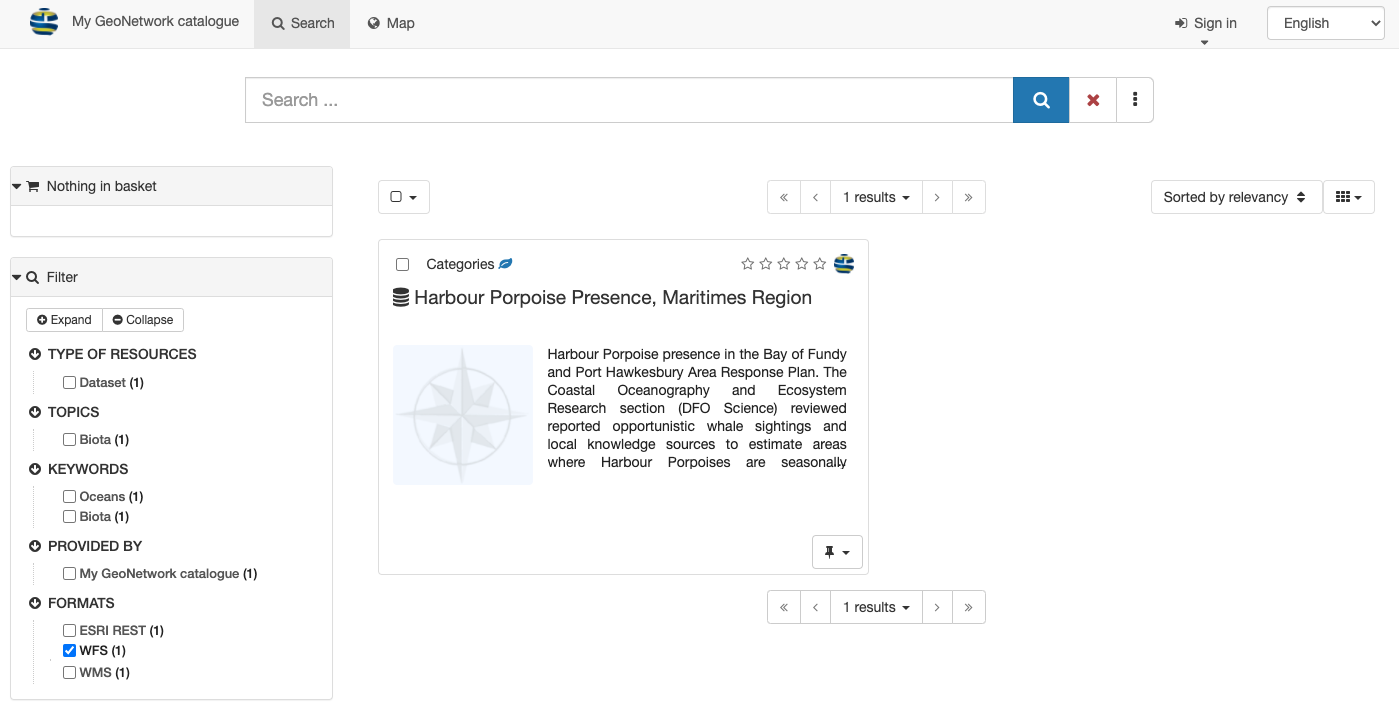 My GeoNetwork catalogue
Search
Map
Sign in
English
Search ...
Nothing in basket
1 results
Sorted by relevancy
Filter
Expand
Collapse
TYPE OF RESOURCES
Dataset (1)
TOPICS
Biota (1)
KEYWORDS
Oceans (1)
Biota (1)
PROVIDED BY
My GeoNetwork catalogue (1)
FORMATS
ESRI REST (1)
WFS (1)
WMS (1)
Categories
Harbour Porpoise Presence, Maritimes Region
Harbour Porpoise presence in the Bay of Fundy
and Port Hawkesbury Area Response Plan. The
Coastal Oceanography and Ecosystem
Research section (DFO Science) reviewed
reported opportunistic whale sightings and
local knowledge sources to estimate areas
where Harbour Porpoises are seasonally
1 results